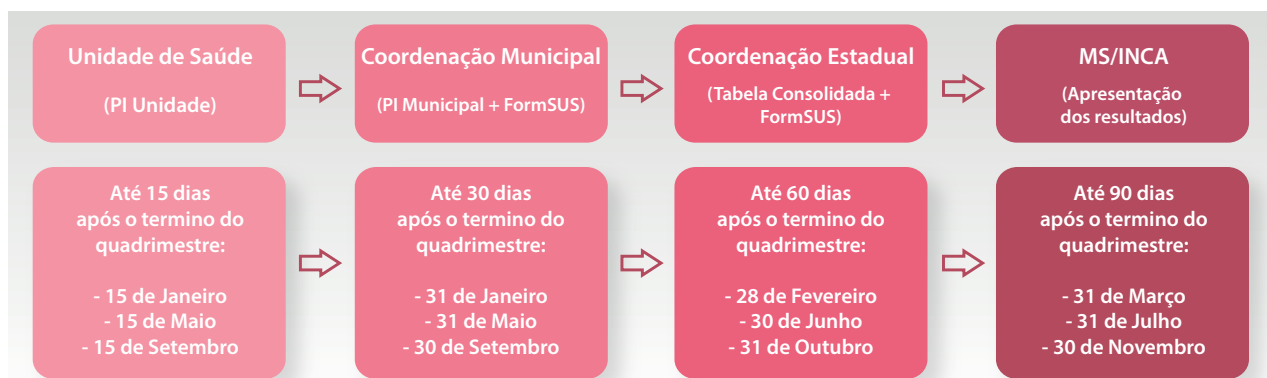 Unidade de Saúde
(PI Unidade)
Coordenação Municipal
(PI Municipal + FormSUS)
Coordenação Estadual
(Tabela Consolidada +
FormSUS)
MS/INCA
(Apresentação
dos resultados)
Até 15 dias
após o termino do
quadrimestre:
- 15 de Janeiro
- 15 de Maio
- 15 de Setembro
Até 30 dias
após o termino do
quadrimestre:
- 31 de Janeiro
- 31 de Maio
- 30 de Setembro
Até 60 dias
após o termino do
quadrimestre:
- 28 de Fevereiro
- 30 de Junho
- 31 de Outubro
Até 90 dias
após o termino do
quadrimestre:
- 31 de Março
- 31 de Julho
- 30 de Novembro